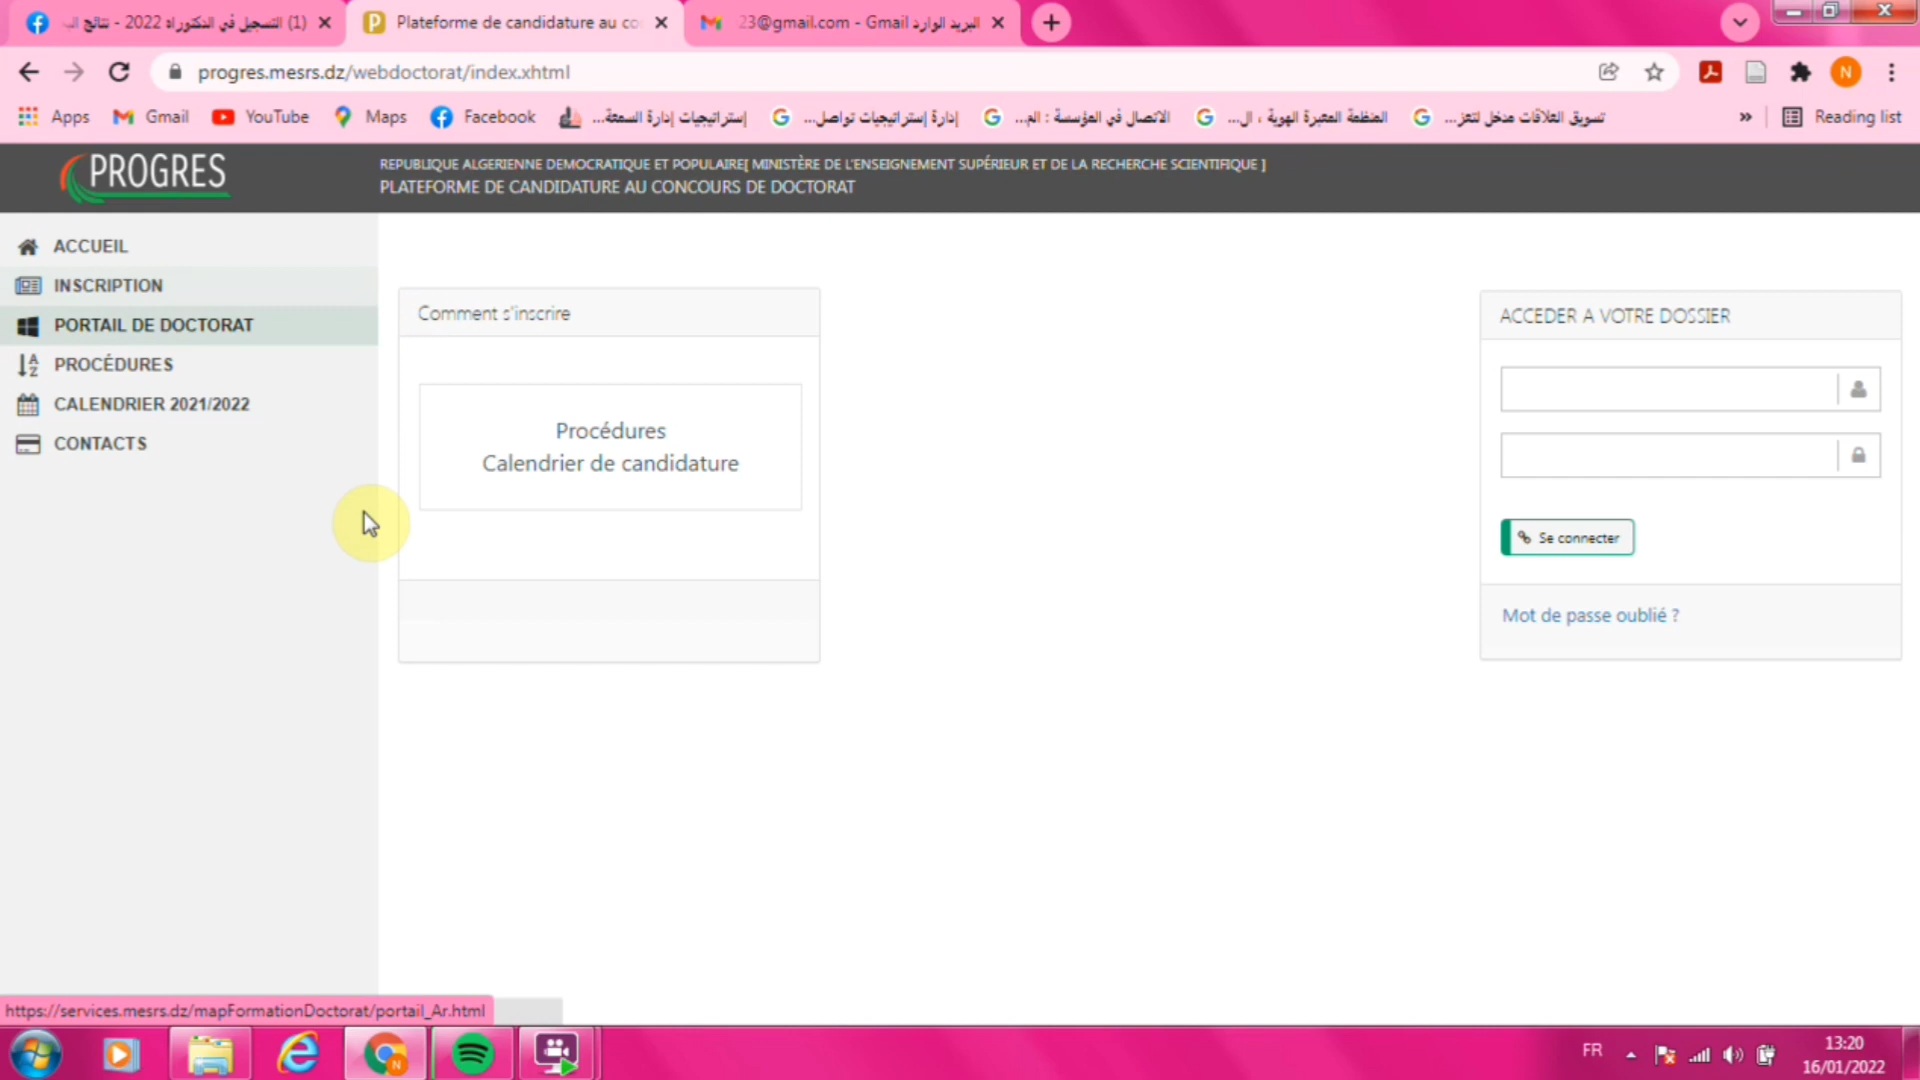 (1) التسجيل في الدكتوراه 2022 - نتائج الب
Plateforme de candidature au co
23@gmail.com - Gmail البريد الوارد
progres.mesrs.dz/webdoctorat/index.xhtml
N
Apps
Gmail
YouTube
Maps
Facebook
إستراتيجيات إدارة السمعة...
إدارة إستراتيجيات تواصل...
الاتصال في المؤسسة : الم...
المنظمة المعتبرة الهوية ، ال...
تسويق العلاقات مدخل لتعز...
»
Reading list
PROGRES
REPUBLIQUE ALGERIENNE DEMOCRATIQUE ET POPULAIRE[ MINISTÈRE DE L'ENSEIGNEMENT SUPÉRIEUR ET DE LA RECHERCHE SCIENTIFIQUE ]
PLATEFORME DE CANDIDATURE AU CONCOURS DE DOCTORAT
ACCUEIL
INSCRIPTION
PORTAIL DE DOCTORAT
PROCÉDURES
CALENDRIER 2021/2022
CONTACTS
Comment s'inscrire
Procédures
Calendrier de candidature
ACCEDER A VOTRE DOSSIER
Se connecter
Mot de passe oublié ?
https://services.mesrs.dz/mapFormationDoctorat/portail_Ar.html
FR
13:20
16/01/2022